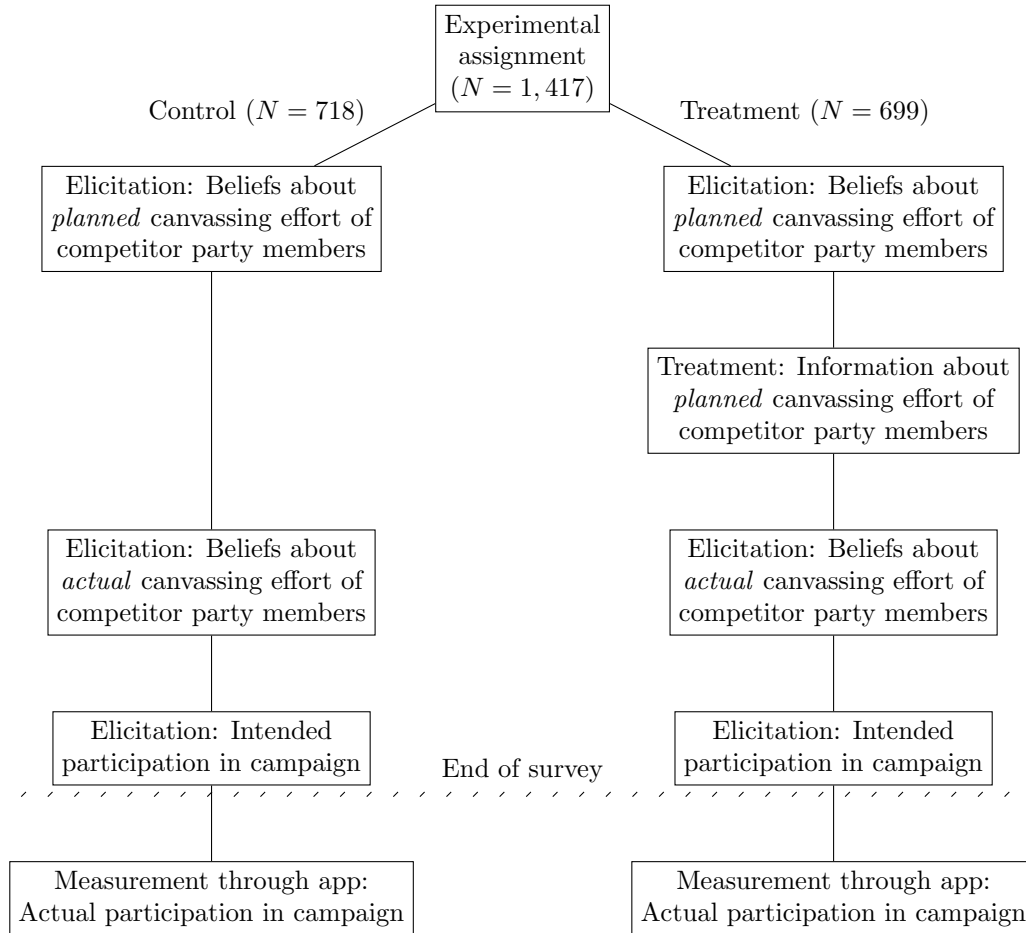 Experimental
assignment
(N = 1, 417)
Control (N = 718)
Treatment (N = 699)
Elicitation: Beliefs about
planned canvassing effort of
competitor party members
Elicitation: Beliefs about
planned canvassing effort of
competitor party members
Treatment: Information about
planned canvassing effort of
competitor party members
Elicitation: Beliefs about
actual canvassing effort of
competitor party members
Elicitation: Beliefs about
actual canvassing effort of
competitor party members
Elicitation: Intended
participation in campaign
Elicitation: Intended
participation in campaign
End of survey
Measurement through app:
Actual participation in campaign
Measurement through app:
Actual participation in campaign